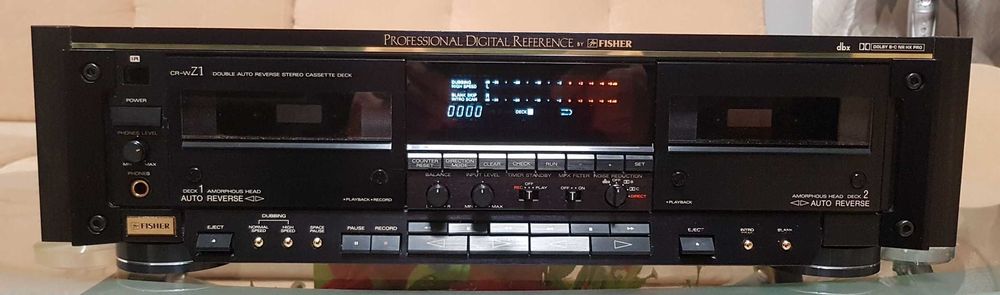 PROFESSIONAL DIGITAL REFERENCE BY FISHER
dbx DOLBY B-C NR HX PRO
CR-WZ1 DOUBLE AUTO REVERSE STEREO CASSETTE DECK
POWER
PHONES LEVEL
MIN MAX
PHONES
DUBBING
HIGH SPEED
BLANK SKIP
INTRO SCAN
L
R
0000
DECK
COUNTER RESET
DIRECTION MODE
CLEAR
CHECK
RUN
SET
BALANCE
INPUT LEVEL
TIMER STANDBY
MPX FILTER
NOISE REDUCTION
OFF
REC PLAY
OFF ON
dbx OFF B
C
DIRECT
MIN MAX
DECK 1 AMORPHOUS HEAD
AUTO REVERSE
PLAYBACK RECORD
PLAYBACK
AMORPHOUS HEAD DECK 2
AUTO REVERSE
FISHER
EJECT
DUBBING
NORMAL SPEED
HIGH SPEED
SPACE PAUSE
PAUSE
RECORD
EJECT
INTRO
BLANK